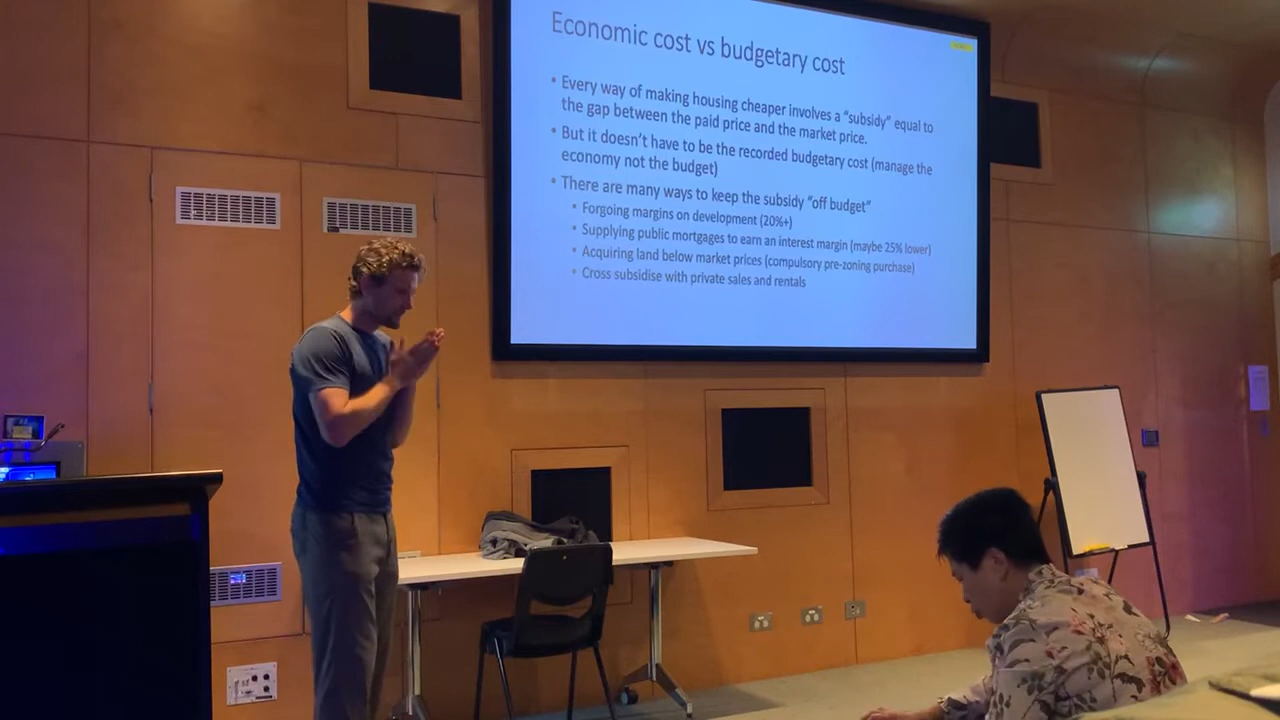 Economic cost vs budgetary cost
• Every way of making housing cheaper involves a “subsidy” equal to
the gap between the paid price and the market price.
• But it doesn’t have to be the recorded budgetary cost (manage the
economy not the budget)
• There are many ways to keep the subsidy “off budget”
• Forgoing margins on development (20%+)
• Supplying public mortgages to earn an interest margin (maybe 25% lower)
• Acquiring land below market prices (compulsory pre-zoning purchase)
• Cross subsidise with private sales and rentals